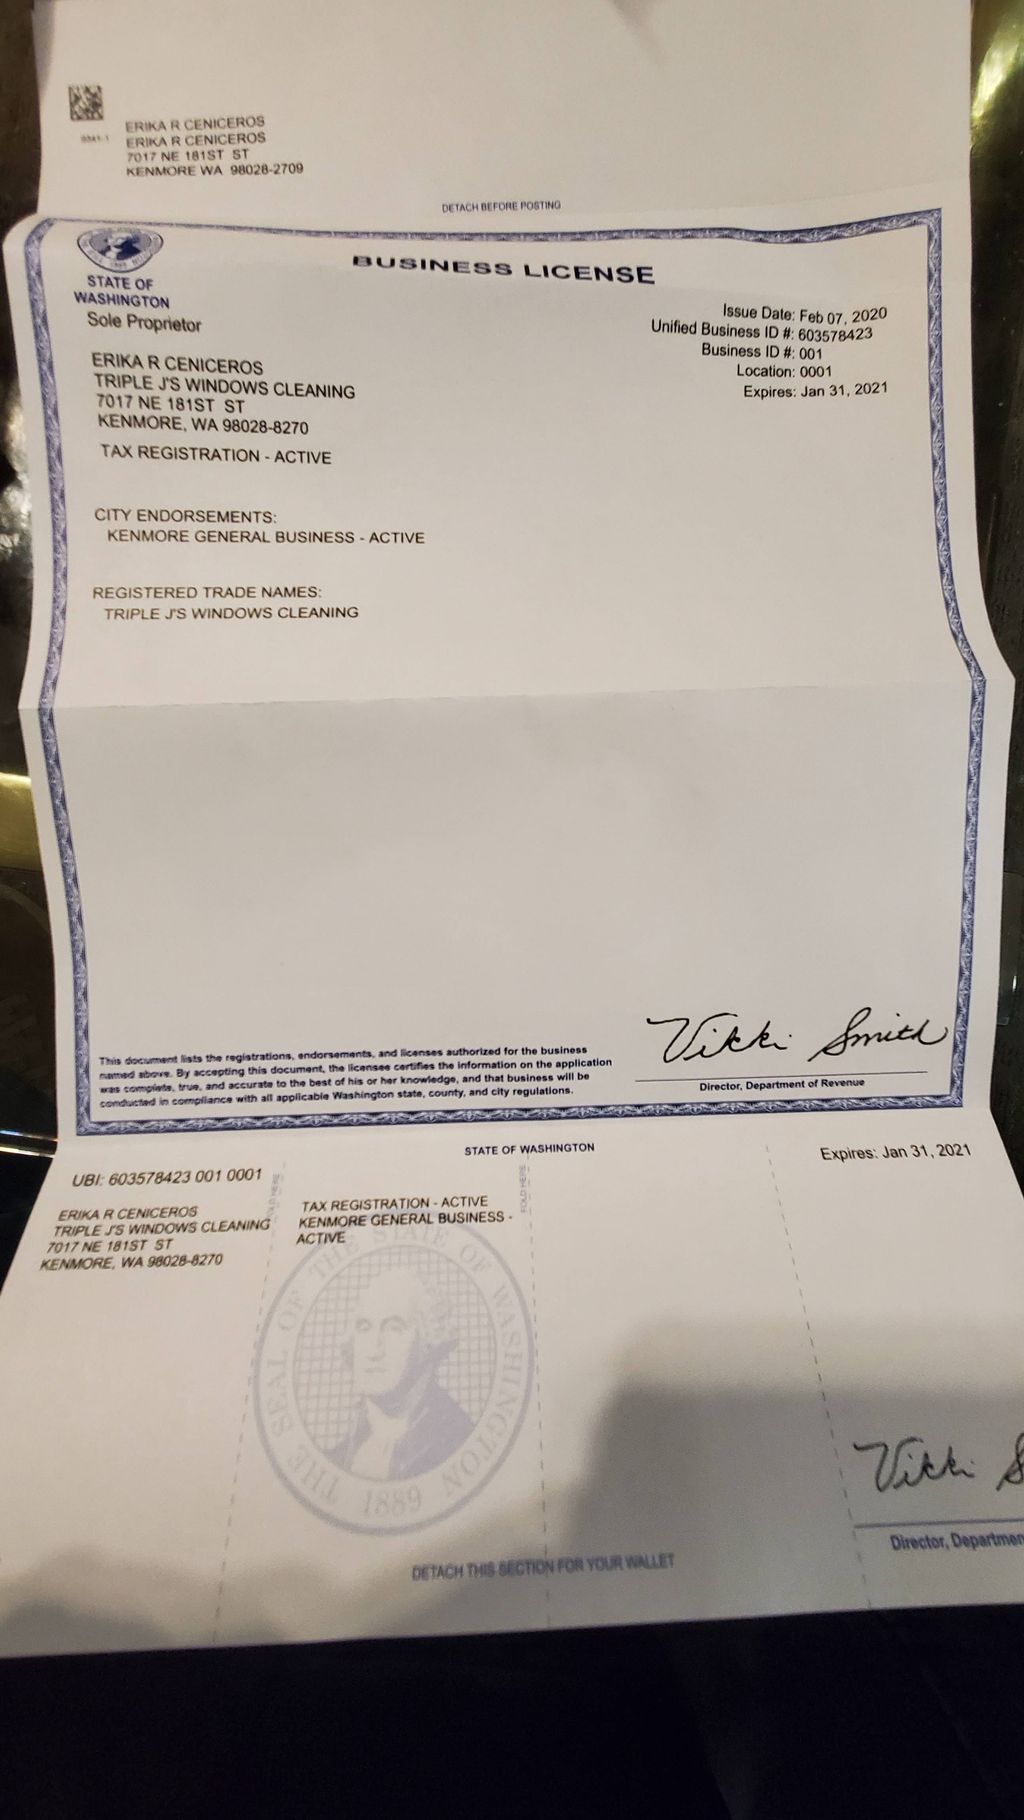 0341-1
ERIKA R CENICEROS
ERIKA R CENICEROS
7017 NE 181ST ST
KENMORE WA 98028-2709
DETACH BEFORE POSTING
BUSINESS LICENSE
STATE OF
WASHINGTON
Sole Proprietor
Issue Date: Feb 07, 2020
Unified Business ID #: 603578423
Business ID #: 001
Location: 0001
Expires: Jan 31, 2021
ERIKA R CENICEROS
TRIPLE J'S WINDOWS CLEANING
7017 NE 181ST ST
KENMORE, WA 98028-8270
TAX REGISTRATION - ACTIVE
CITY ENDORSEMENTS:
KENMORE GENERAL BUSINESS - ACTIVE
REGISTERED TRADE NAMES:
TRIPLE J'S WINDOWS CLEANING
This document lists the registrations, endorsements, and licenses authorized for the business
named above. By accepting this document, the licensee certifies the information on the application
was complete, true, and accurate to the best of his or her knowledge, and that business will be
conducted in compliance with all applicable Washington state, county, and city regulations.
Vikki Smith
Director, Department of Revenue
STATE OF WASHINGTON
Expires: Jan 31, 2021
UBI: 603578423 001 0001
ERIKA R CENICEROS
TRIPLE J'S WINDOWS CLEANING
7017 NE 181ST ST
KENMORE, WA 98028-8270
FOLD HERE
TAX REGISTRATION - ACTIVE
KENMORE GENERAL BUSINESS -
ACTIVE
FOLD HERE
THE SEAL OF THE STATE OF WASHINGTON
1889
Vikki S
Director, Departmen
DETACH THIS SECTION FOR YOUR WALLET